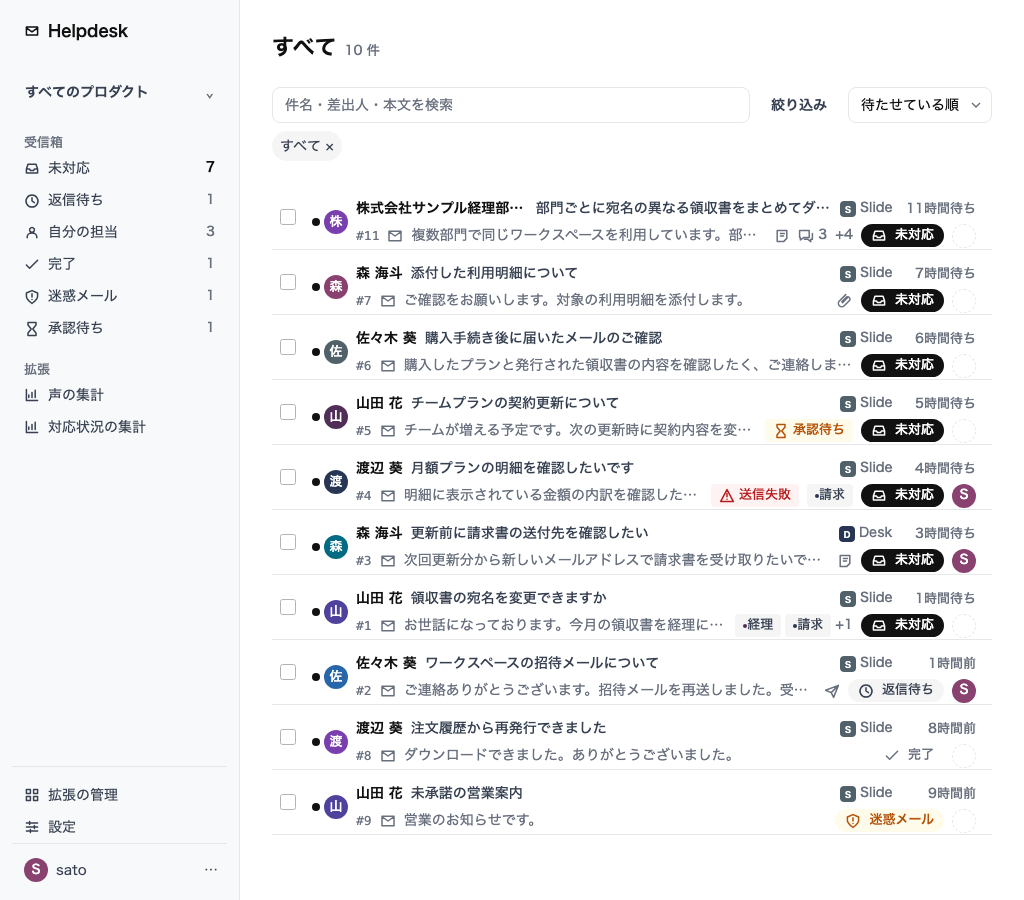 Helpdesk
すべてのプロダクト
受信箱
未対応 7
返信待ち 1
自分の担当 3
完了 1
迷惑メール 1
承認待ち 1
拡張
声の集計
対応状況の集計
拡張の管理
設定
S sato …
すべて 10 件
件名・差出人・本文を検索 絞り込み 待たせている順
すべて ×
株 株式会社サンプル経理部… 部門ごとに宛名の異なる領収書をまとめてダ… S Slide 11時間待ち
#11 複数部門で同じワークスペースを利用しています。部… 3 +4 未対応
森 森 海斗 添付した利用明細について S Slide 7時間待ち
#7 ご確認をお願いします。対象の利用明細を添付します。 未対応
佐 佐々木 葵 購入手続き後に届いたメールのご確認 S Slide 6時間待ち
#6 購入したプランと発行された領収書の内容を確認したく、ご連絡しま… 未対応
山 山田 花 チームプランの契約更新について S Slide 5時間待ち
#5 チームが増える予定です。次の更新時に契約内容を変… 承認待ち 未対応
渡 渡辺 葵 月額プランの明細を確認したいです S Slide 4時間待ち
#4 明細に表示されている金額の内訳を確認した… 送信失敗 •請求 未対応 S
森 森 海斗 更新前に請求書の送付先を確認したい D Desk 3時間待ち
#3 次回更新分から新しいメールアドレスで請求書を受け取りたいで… 未対応 S
山 山田 花 領収書の宛名を変更できますか S Slide 1時間待ち
#1 お世話になっております。今月の領収書を経理に… •経理 •請求 +1 未対応
佐 佐々木 葵 ワークスペースの招待メールについて S Slide 1時間前
#2 ご連絡ありがとうございます。招待メールを再送しました。受… 返信待ち S
渡 渡辺 葵 注文履歴から再発行できました S Slide 8時間前
#8 ダウンロードできました。ありがとうございました。 完了
山 山田 花 未承諾の営業案内 S Slide 9時間前
#9 営業のお知らせです。 迷惑メール